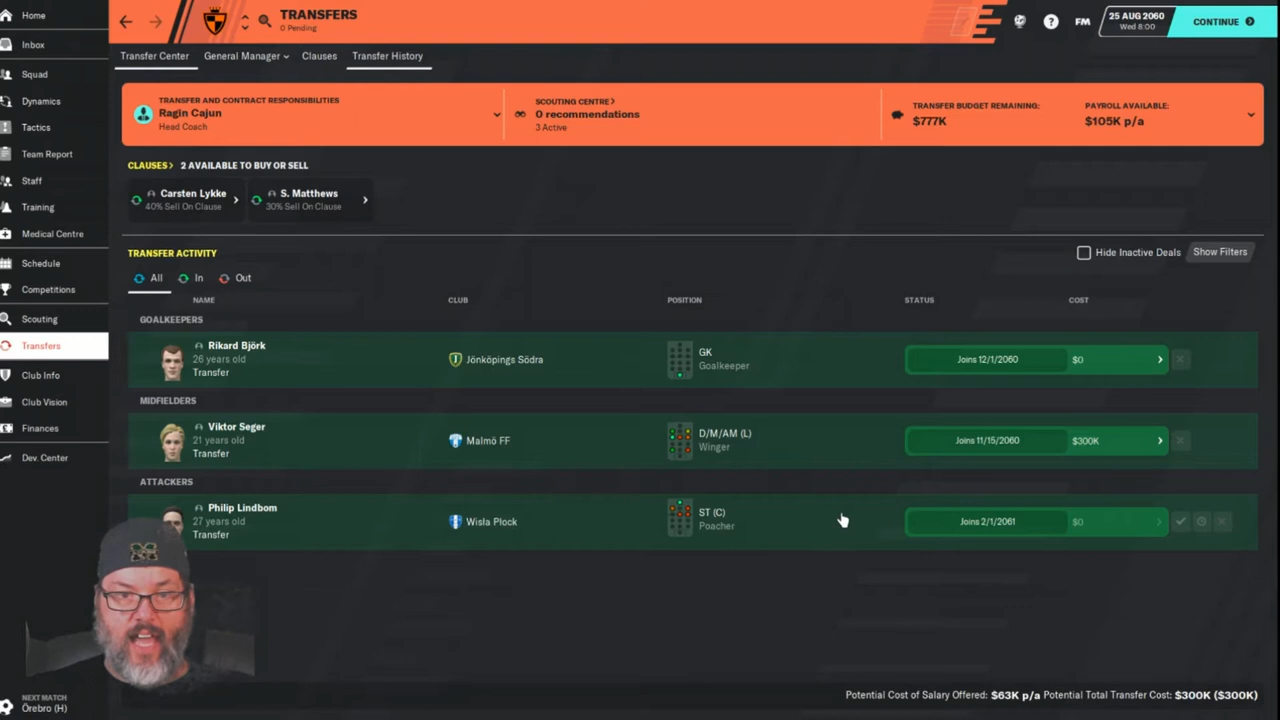 Home
Inbox
Squad
Dynamics
Tactics
Team Report
Staff
Training
Medical Centre
Schedule
Competitions
Scouting
Transfers
Club Info
Club Vision
Finances
Dev. Center
NEXT MATCH
Örebro (H)
TRANSFERS
0 Pending
FM
25 AUG 2060
Wed 8:00
CONTINUE
Transfer Center
General Manager
Clauses
Transfer History
TRANSFER AND CONTRACT RESPONSIBILITIES
Ragin Cajun
Head Coach
SCOUTING CENTRE>
0 recommendations
3 Active
TRANSFER BUDGET REMAINING:
$777K
PAYROLL AVAILABLE:
$105K p/a
CLAUSES> 2 AVAILABLE TO BUY OR SELL
Carsten Lykke
40% Sell On Clause
S. Matthews
30% Sell On Clause
TRANSFER ACTIVITY
Hide Inactive Deals
Show Filters
All In Out
NAME CLUB POSITION STATUS COST
GOALKEEPERS
Rikard Björk
26 years old
Transfer
Jönköpings Södra
GK
Goalkeeper
Joins 12/1/2060
$0
MIDFIELDERS
Viktor Seger
21 years old
Transfer
Malmö FF
D/M/AM (L)
Winger
Joins 11/15/2060
$300K
ATTACKERS
Philip Lindbom
27 years old
Transfer
Wisla Plock
ST (C)
Poacher
Joins 2/1/2061
$0
Potential Cost of Salary Offered: $63K p/a Potential Total Transfer Cost: $300K ($300K)